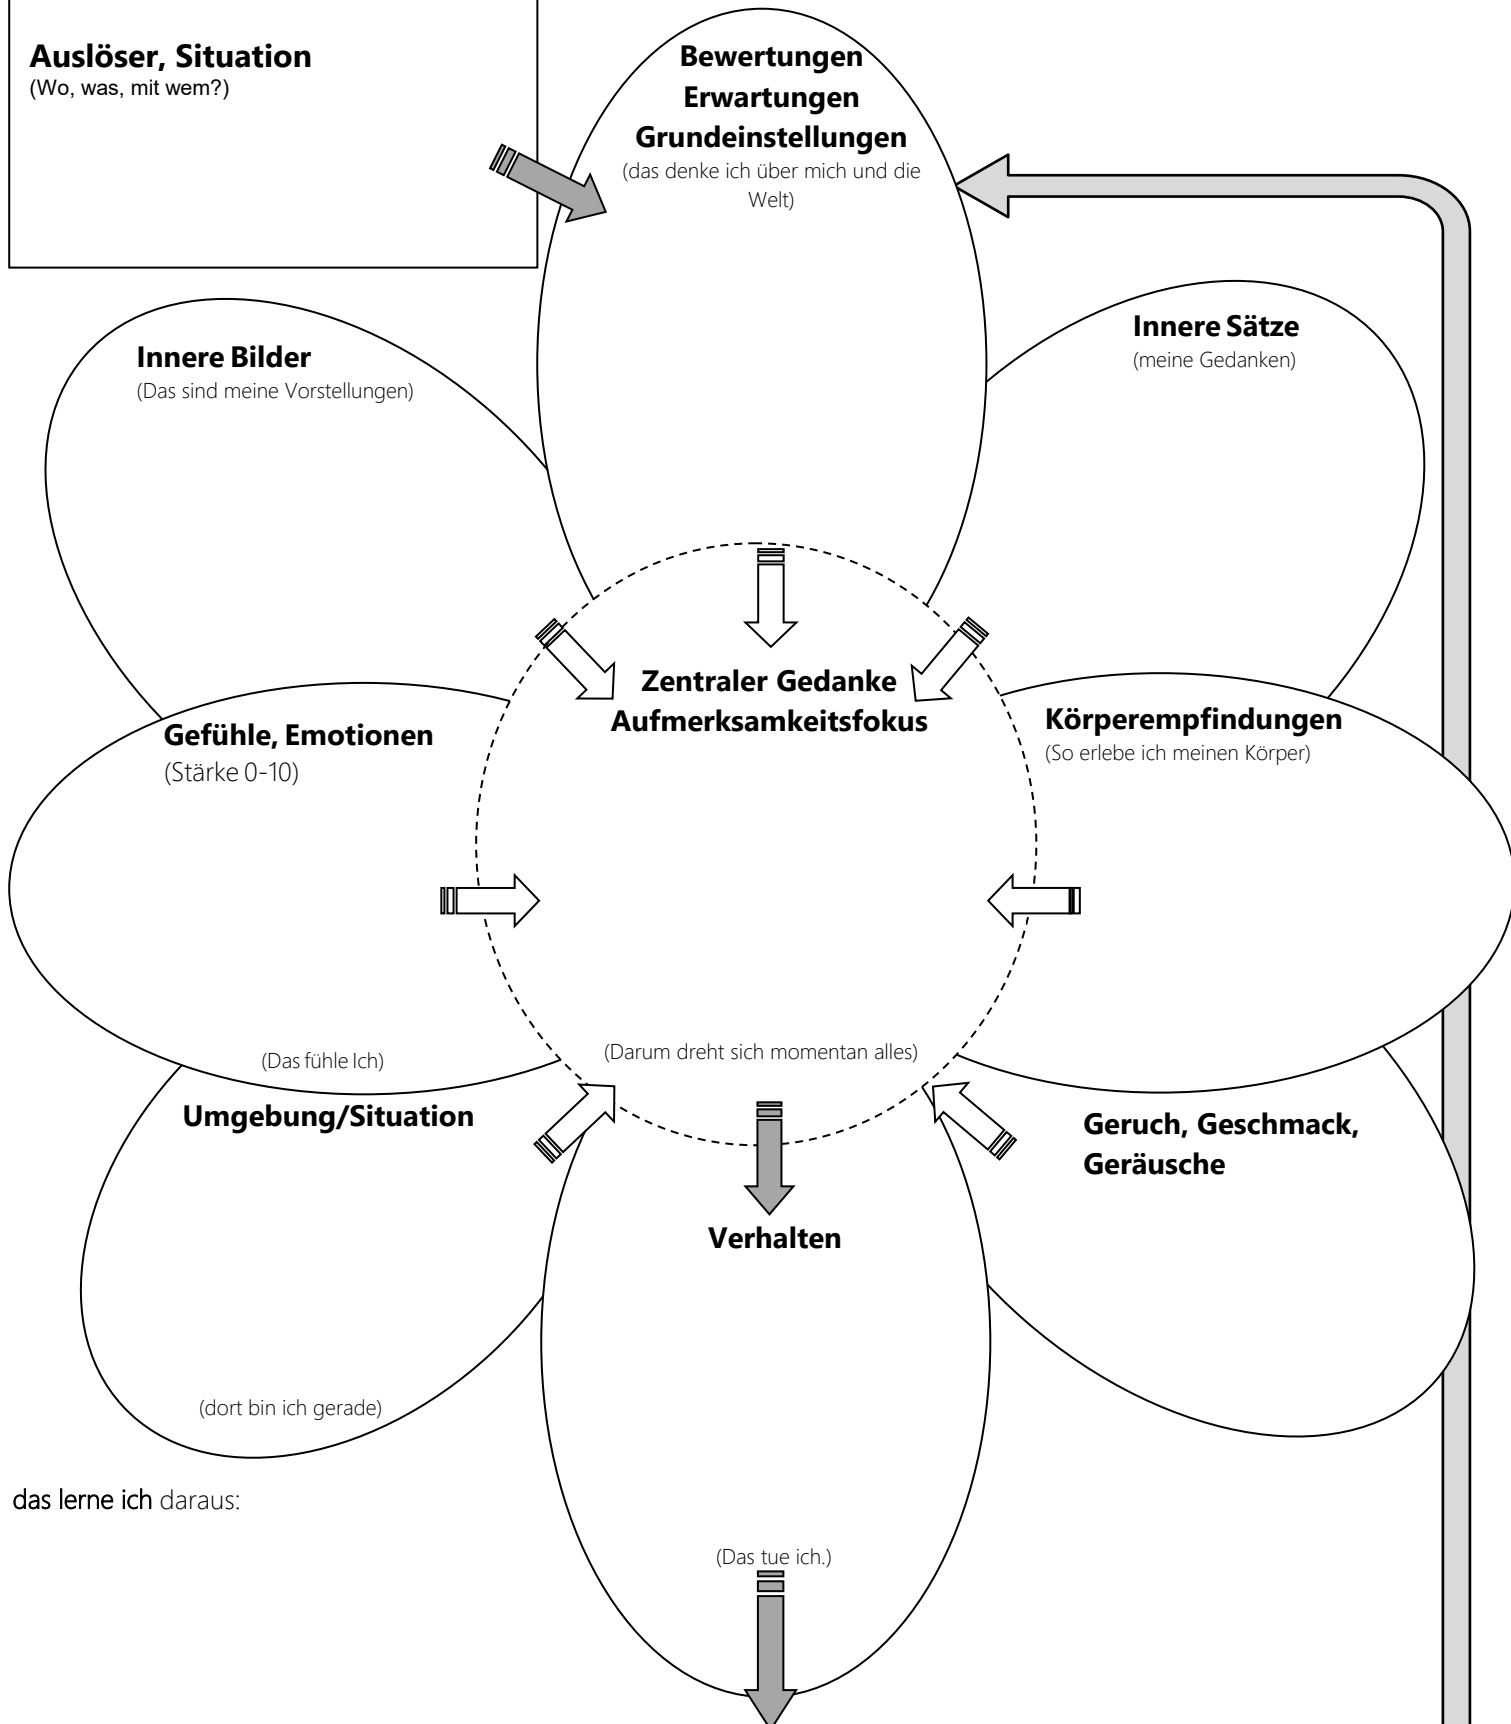 Auslöser, Situation
(Wo, was, mit wem?)
Bewertungen
Erwartungen
Grundeinstellungen
(das denke ich über mich und die
Welt)
Innere Bilder
(Das sind meine Vorstellungen)
Innere Sätze
(meine Gedanken)
Zentraler Gedanke
Aufmerksamkeitsfokus
(Darum dreht sich momentan alles)
Gefühle, Emotionen
(Stärke 0-10)
(Das fühle Ich)
Körperempfindungen
(So erlebe ich meinen Körper)
Umgebung/Situation
(dort bin ich gerade)
Geruch, Geschmack,
Geräusche
Verhalten
(Das tue ich.)
das lerne ich daraus: